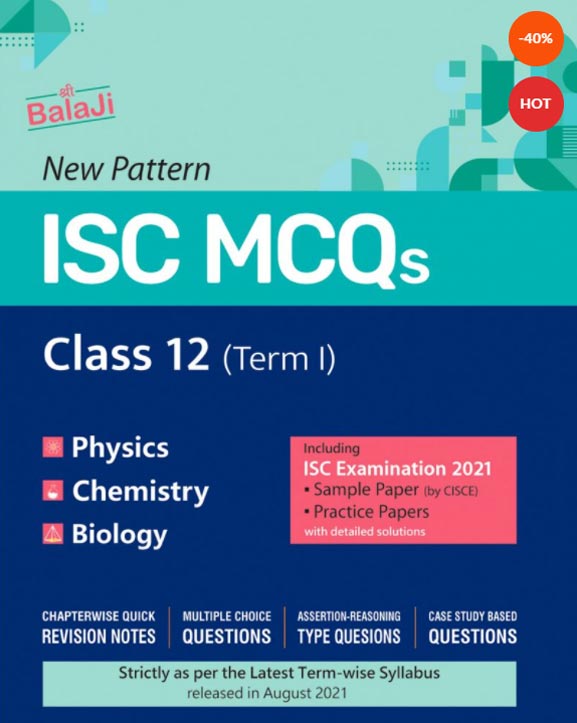 -40%
HOT
श्री
BalaJi
New Pattern
ISC MCQs
Class 12 (Term I)
Physics
Chemistry
Biology
Including
ISC Examination 2021
▪ Sample Paper (by CISCE)
▪ Practice Papers
with detailed solutions
CHAPTERWISE QUICK
REVISION NOTES
MULTIPLE CHOICE
QUESTIONS
ASSERTION-REASONING
TYPE QUESIONS
CASE STUDY BASED
QUESTIONS
Strictly as per the Latest Term-wise Syllabus
released in August 2021